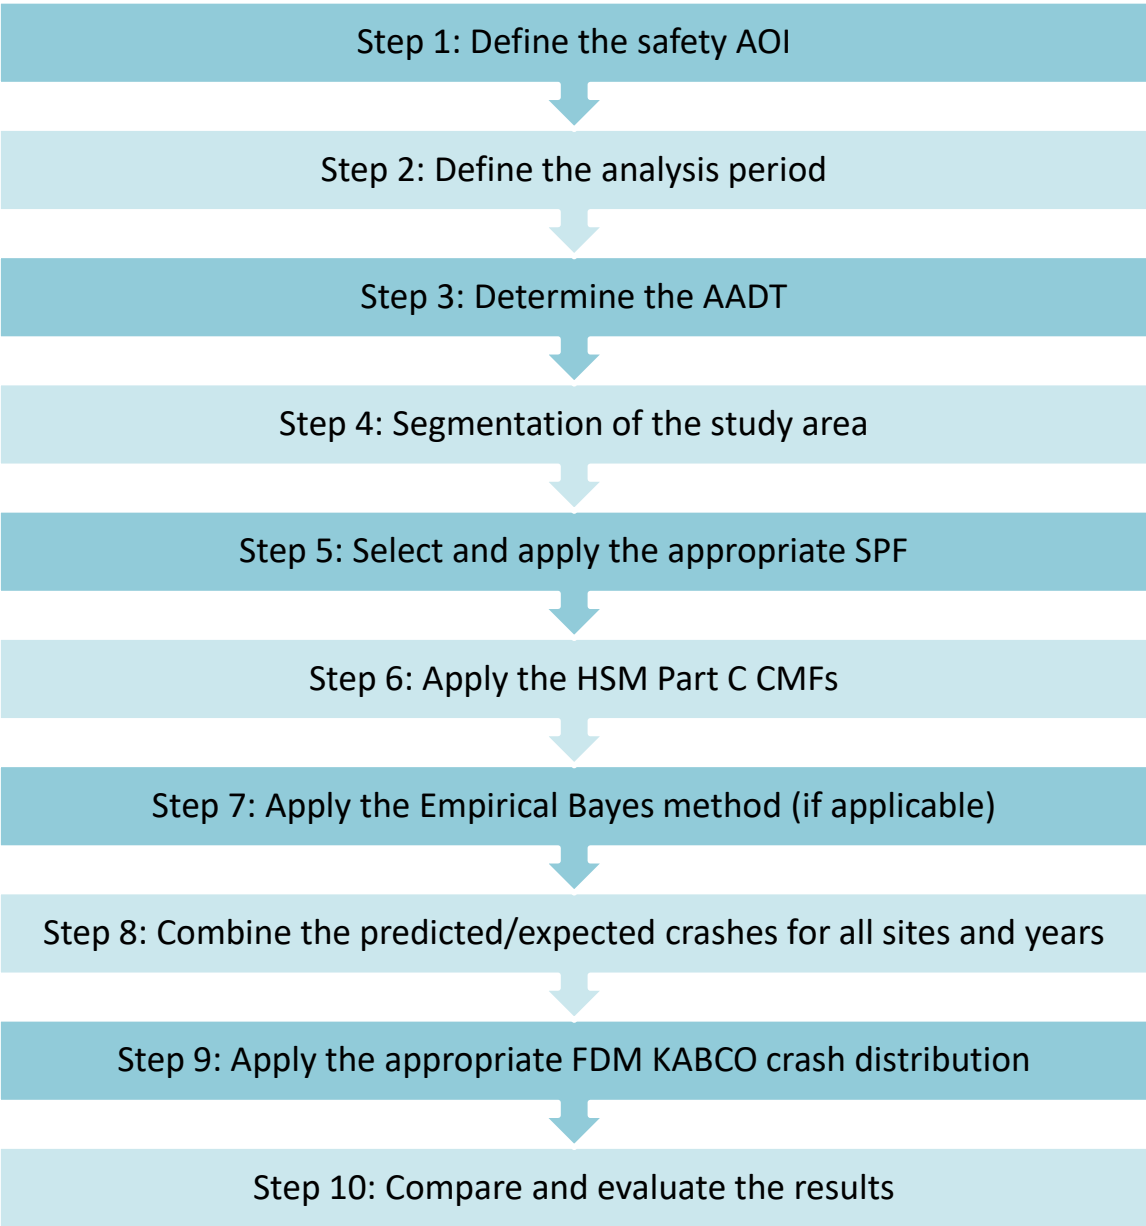 Step 1: Define the safety AOI
Step 2: Define the analysis period
Step 3: Determine the AADT
Step 4: Segmentation of the study area
Step 5: Select and apply the appropriate SPF
Step 6: Apply the HSM Part C CMFs
Step 7: Apply the Empirical Bayes method (if applicable)
Step 8: Combine the predicted/expected crashes for all sites and years
Step 9: Apply the appropriate FDM KABCO crash distribution
Step 10: Compare and evaluate the results